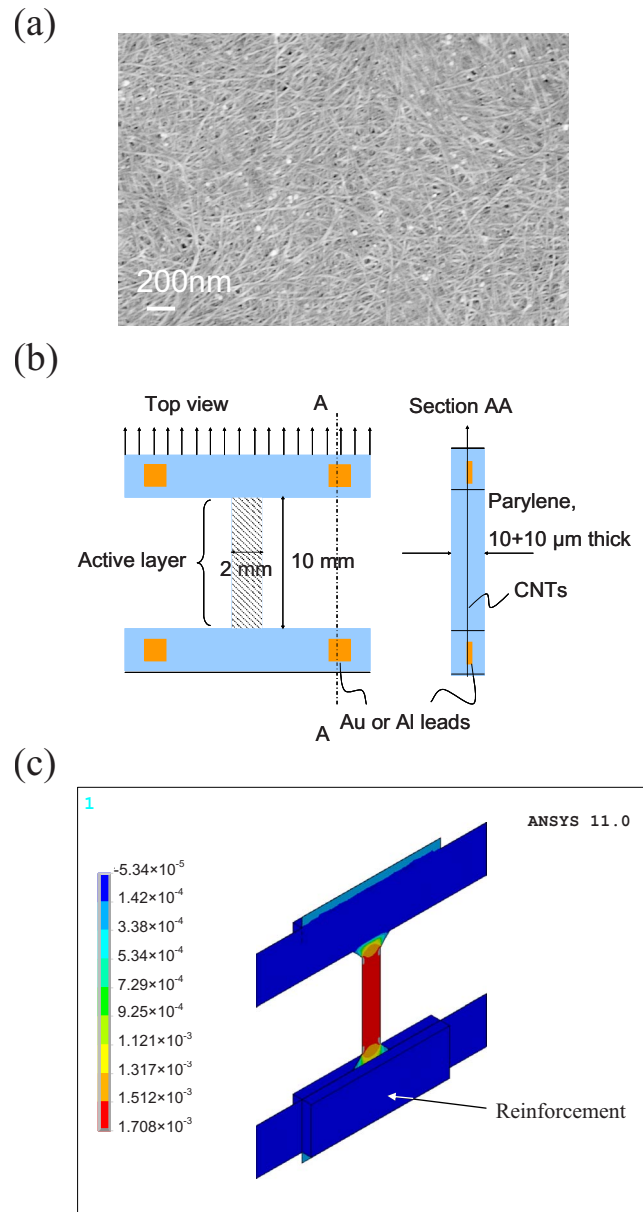 (a)
200nm
(b)
Top view
A
Section AA
Active layer
2 mm
10 mm
Parylene,
10+10 μm thick
CNTs
Au or Al leads
A
(c)
1
ANSYS 11.0
-5.34×10⁻⁵
1.42×10⁻⁴
3.38×10⁻⁴
5.34×10⁻⁴
7.29×10⁻⁴
9.25×10⁻⁴
1.121×10⁻³
1.317×10⁻³
1.512×10⁻³
1.708×10⁻³
Reinforcement